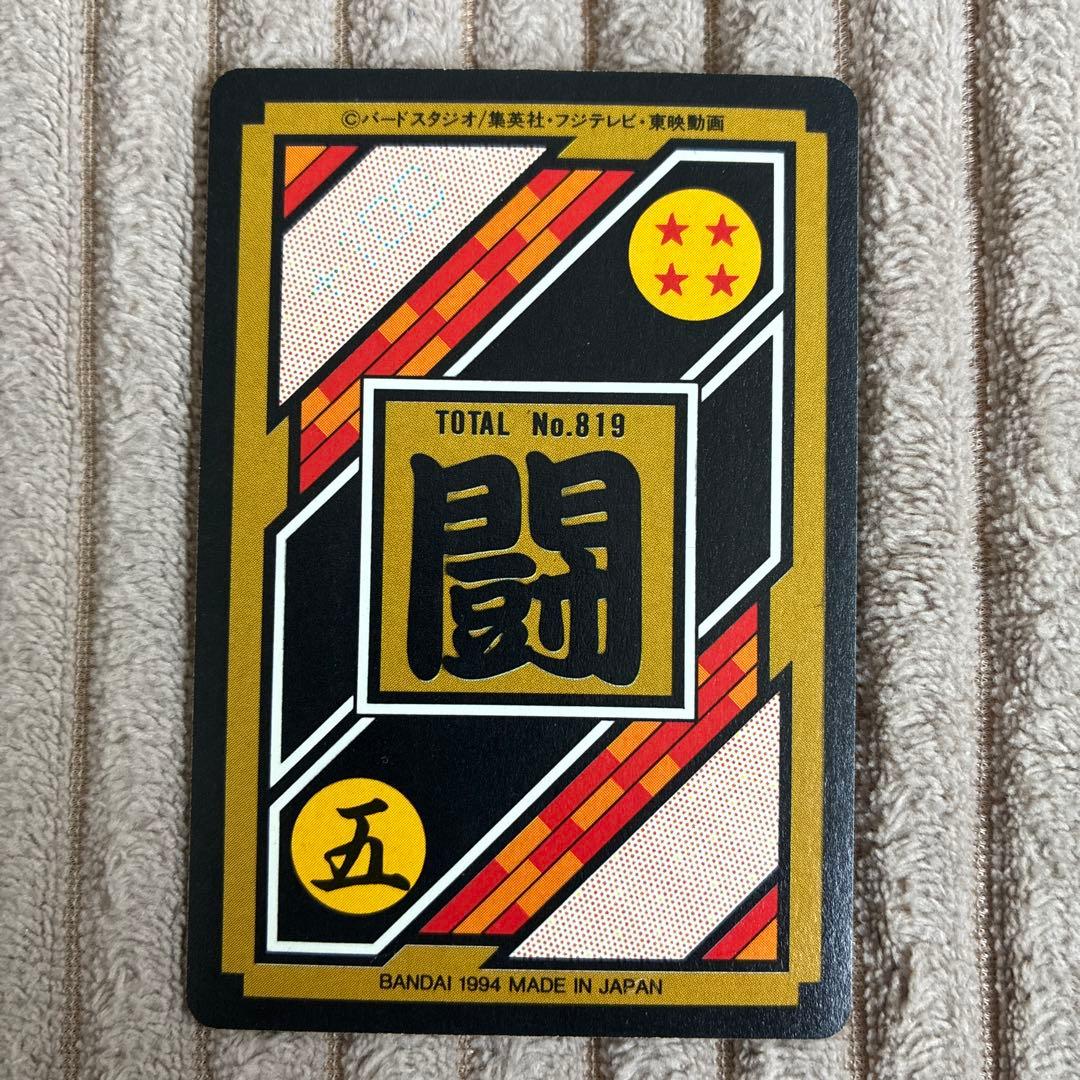 ©バードスタジオ/集英社・フジテレビ・東映動画
+100
TOTAL No.819
闘
五
BANDAI 1994 MADE IN JAPAN